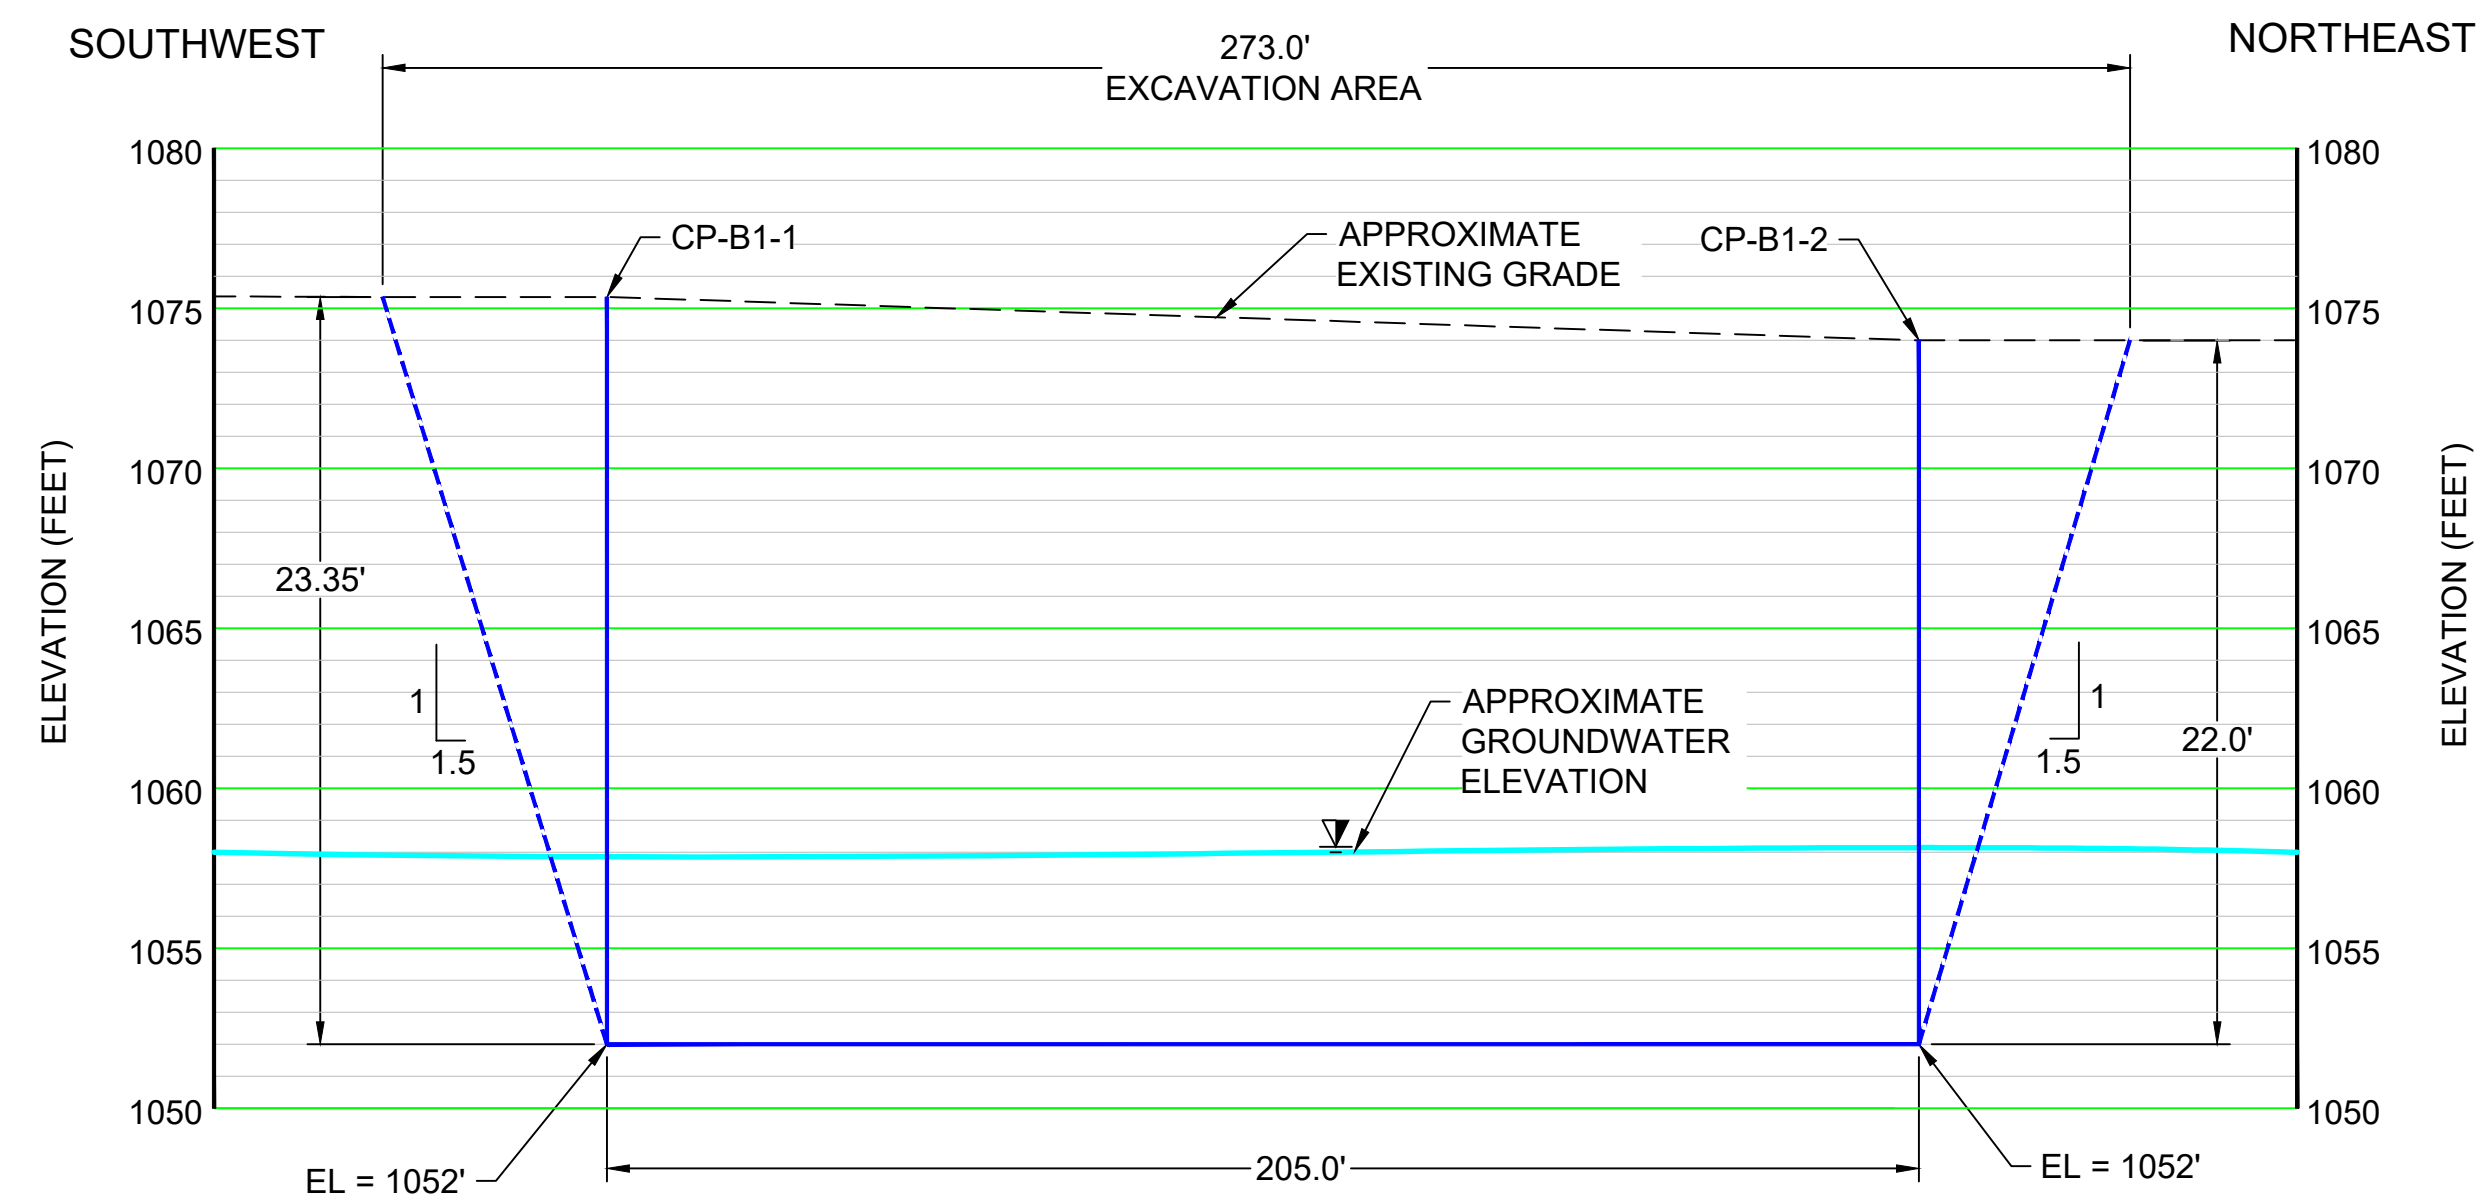 SOUTHWEST
273.0'
EXCAVATION AREA
NORTHEAST
1080
1080
CP-B1-1
APPROXIMATE
EXISTING GRADE
CP-B1-2
1075
1075
1070
1070
ELEVATION (FEET)
ELEVATION (FEET)
23.35'
1065
1065
1
1.5
APPROXIMATE
GROUNDWATER
ELEVATION
1
1.5
22.0'
1060
1060
1055
1055
1050
1050
EL = 1052'
205.0'
EL = 1052'